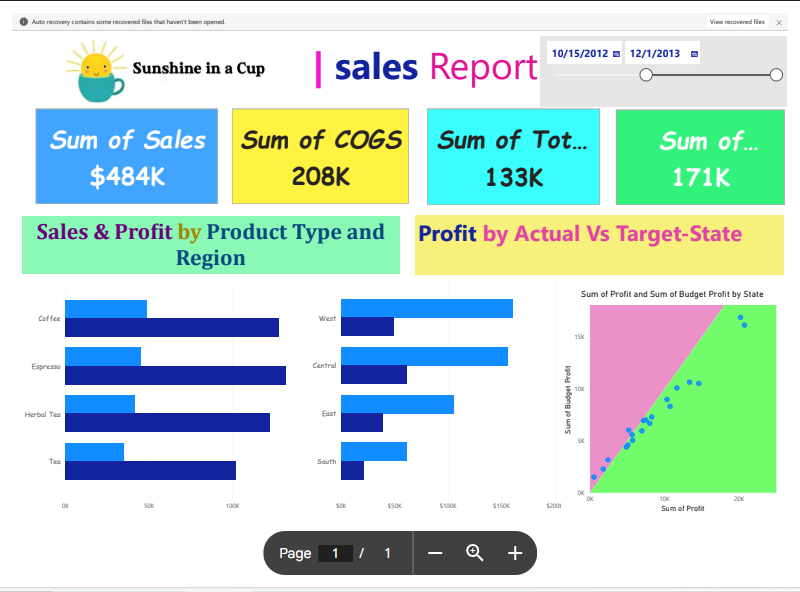 Auto recovery contains some recovered files that haven't been opened.
View recovered files
Sunshine in a Cup
| sales Report
10/15/2012
12/1/2013
Sum of Sales
$484K
Sum of COGS
208K
Sum of Tot...
133K
Sum of...
171K
Sales & Profit by Product Type and
Region
Profit by Actual Vs Target-State
Coffee
Espresso
Herbal Tea
Tea
0K 50K 100K
West
Central
East
South
$0K $50K $100K $150K $200K
Sum of Profit and Sum of Budget Profit by State
Sum of Budget Profit
15K
10K
5K
0K
0K 10K 20K
Sum of Profit
Page 1 / 1